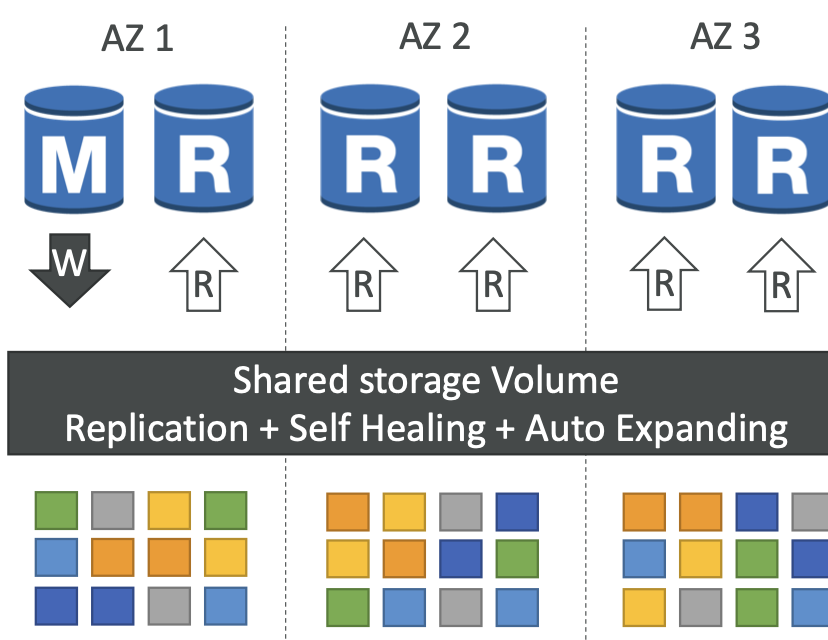 AZ 1
AZ 2
AZ 3
M
R
R
R
R
R
W
R
R
R
R
R
Shared storage Volume
Replication + Self Healing + Auto Expanding